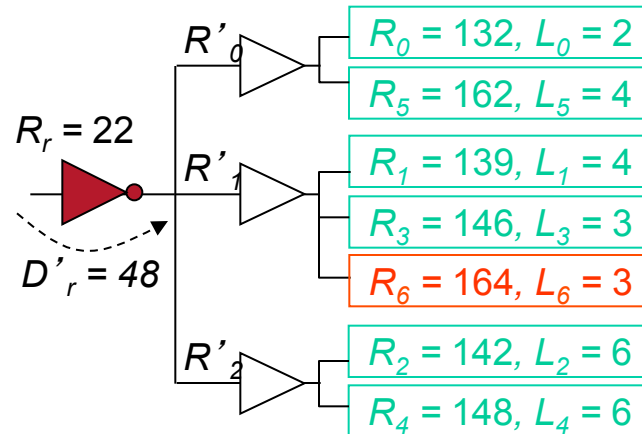 R'₀
R₀ = 132, L₀ = 2
R₅ = 162, L₅ = 4
Rᵣ = 22
R'₁
R₁ = 139, L₁ = 4
R₃ = 146, L₃ = 3
R₆ = 164, L₆ = 3
D'ᵣ = 48
R'₂
R₂ = 142, L₂ = 6
R₄ = 148, L₄ = 6